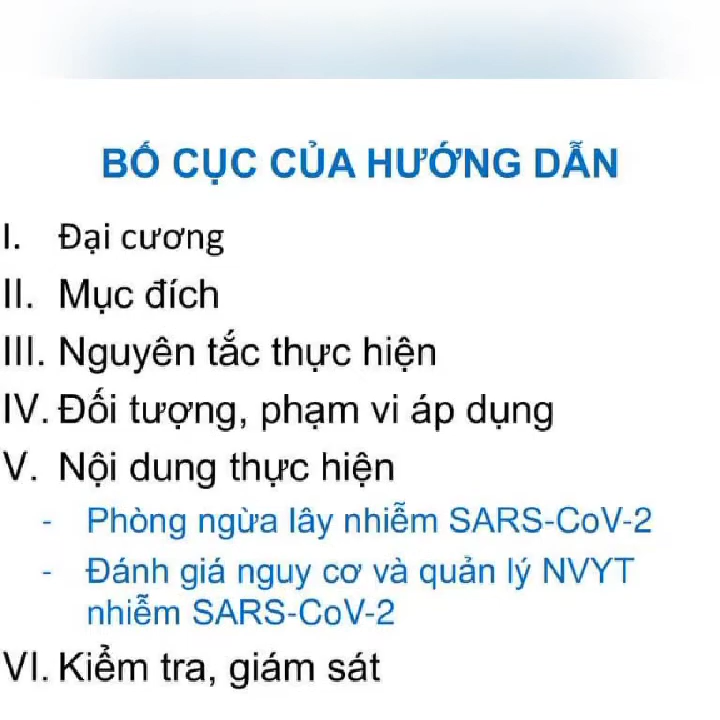 BỐ CỤC CỦA HƯỚNG DẪN
I. Đại cương
II. Mục đích
III. Nguyên tắc thực hiện
IV. Đối tượng, phạm vi áp dụng
V. Nội dung thực hiện
- Phòng ngừa lây nhiễm SARS-CoV-2
- Đánh giá nguy cơ và quản lý NVYT
nhiễm SARS-CoV-2
VI. Kiểm tra, giám sát